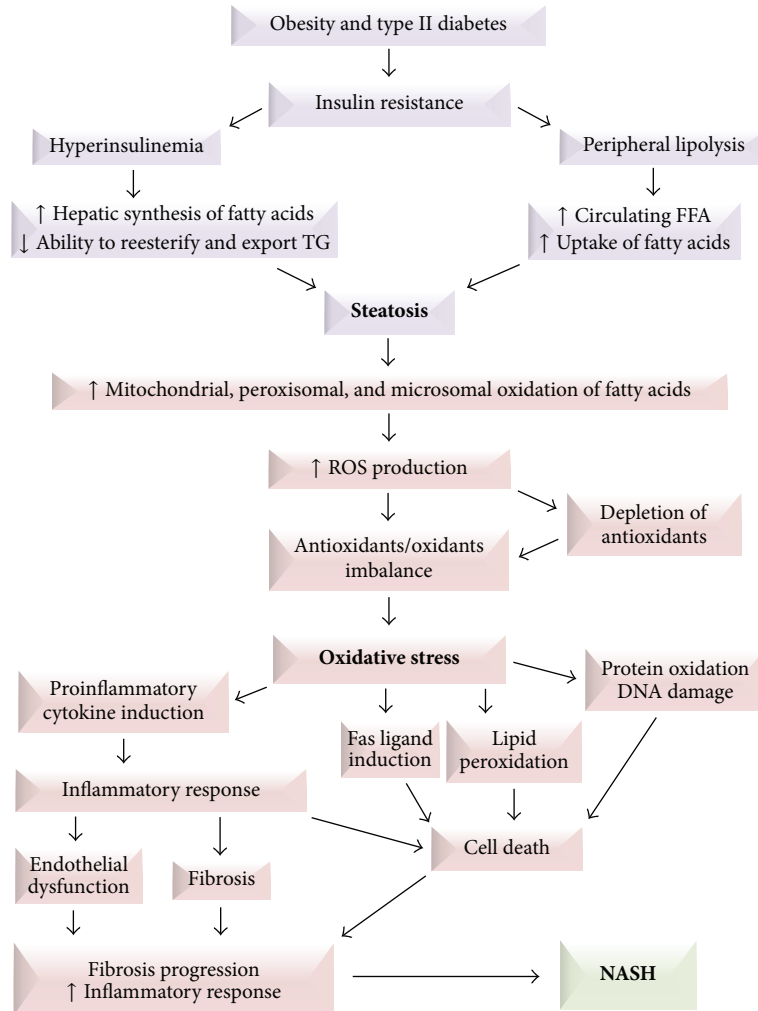 Obesity and type II diabetes
Insulin resistance
Hyperinsulinemia
Peripheral lipolysis
↑ Hepatic synthesis of fatty acids
↓ Ability to reesterify and export TG
↑ Circulating FFA
↑ Uptake of fatty acids
Steatosis
↑ Mitochondrial, peroxisomal, and microsomal oxidation of fatty acids
↑ ROS production
Depletion of
antioxidants
Antioxidants/oxidants
imbalance
Oxidative stress
Protein oxidation
DNA damage
Proinflammatory
cytokine induction
Fas ligand
induction
Lipid
peroxidation
Inflammatory response
Cell death
Endothelial
dysfunction
Fibrosis
Fibrosis progression
↑ Inflammatory response
NASH